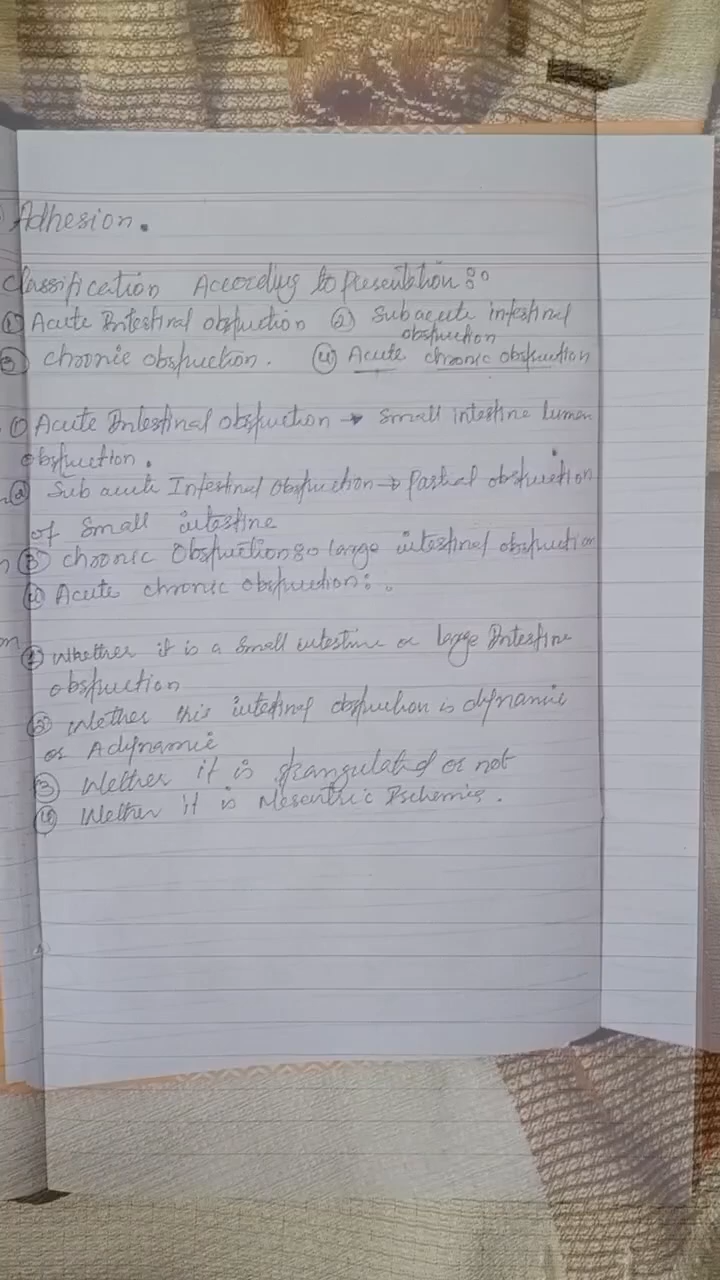 Adhesion.
Classification According to Presentation :-
① Acute Intestinal obstruction ② Subacute intestinal
obstruction
③ chronic obstruction. ④ Acute chronic obstruction
① Acute Intestinal obstruction → Small intestine lumen
obstruction.
② Sub acute Intestinal Obstruction → Partial obstruction
of Small intestine
③ chronic Obstruction :- large intestinal obstruction
④ Acute chronic obstruction :-
① Whether it is a Small intestine or large Intestine
obstruction
② Wether this intestinal obstruction is dynamic
or Adynamic
③ Wether it is strangulated or not
④ Wether it is Mesentric Ischemia.